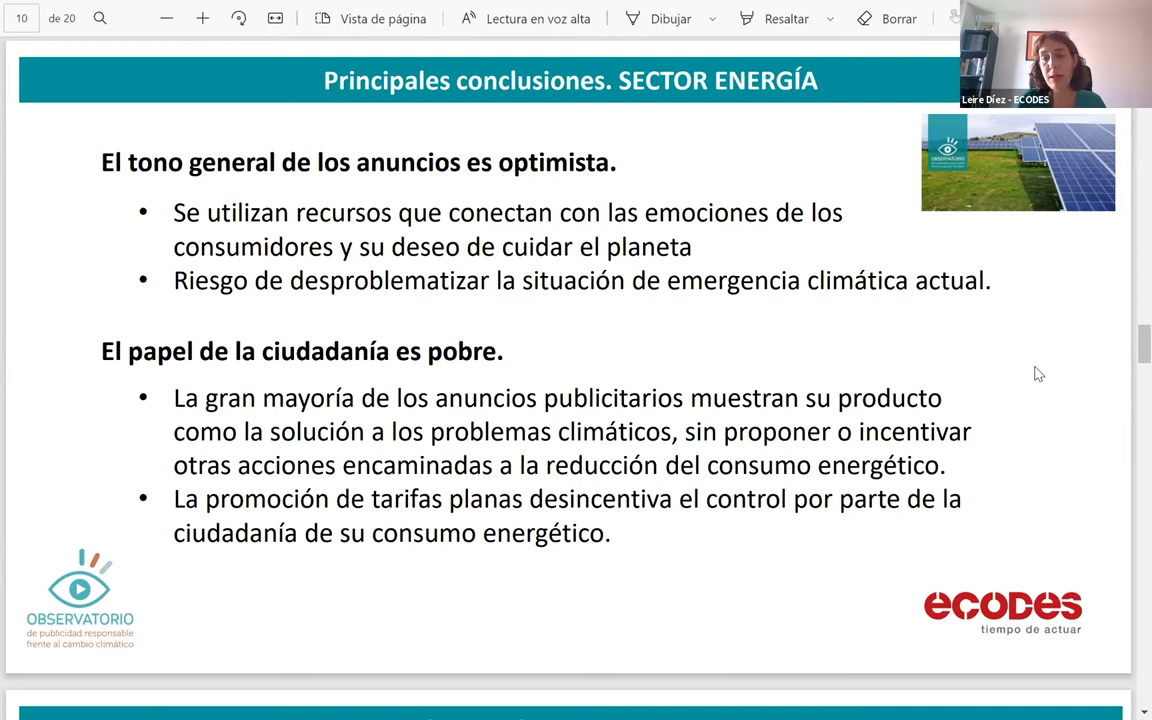 10 de 20 Vista de página Lectura en voz alta Dibujar Resaltar Borrar
Leire Díez - ECODES
Principales conclusiones. SECTOR ENERGÍA
OBSERVATORIO
El tono general de los anuncios es optimista.
• Se utilizan recursos que conectan con las emociones de los
consumidores y su deseo de cuidar el planeta
• Riesgo de desproblematizar la situación de emergencia climática actual.
El papel de la ciudadanía es pobre.
• La gran mayoría de los anuncios publicitarios muestran su producto
como la solución a los problemas climáticos, sin proponer o incentivar
otras acciones encaminadas a la reducción del consumo energético.
• La promoción de tarifas planas desincentiva el control por parte de la
ciudadanía de su consumo energético.
OBSERVATORIO
de publicidad responsable
frente al cambio climático
ecodes
tiempo de actuar